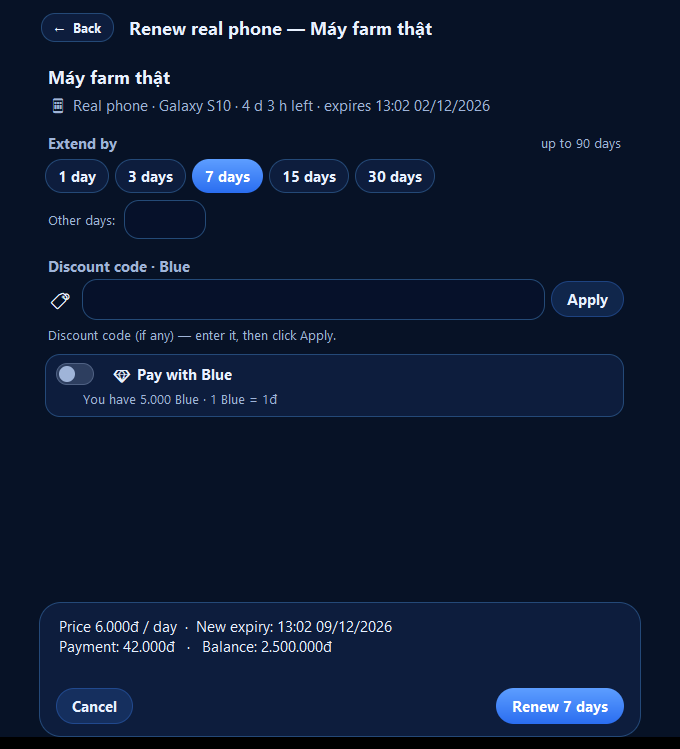 ← Back Renew real phone — Máy farm thật
Máy farm thật
Real phone · Galaxy S10 · 4 d 3 h left · expires 13:02 02/12/2026
Extend by up to 90 days
1 day 3 days 7 days 15 days 30 days
Other days:
Discount code · Blue
Apply
Discount code (if any) — enter it, then click Apply.
Pay with Blue
You have 5.000 Blue · 1 Blue = 1đ
Price 6.000đ / day · New expiry: 13:02 09/12/2026
Payment: 42.000đ · Balance: 2.500.000đ
Cancel Renew 7 days